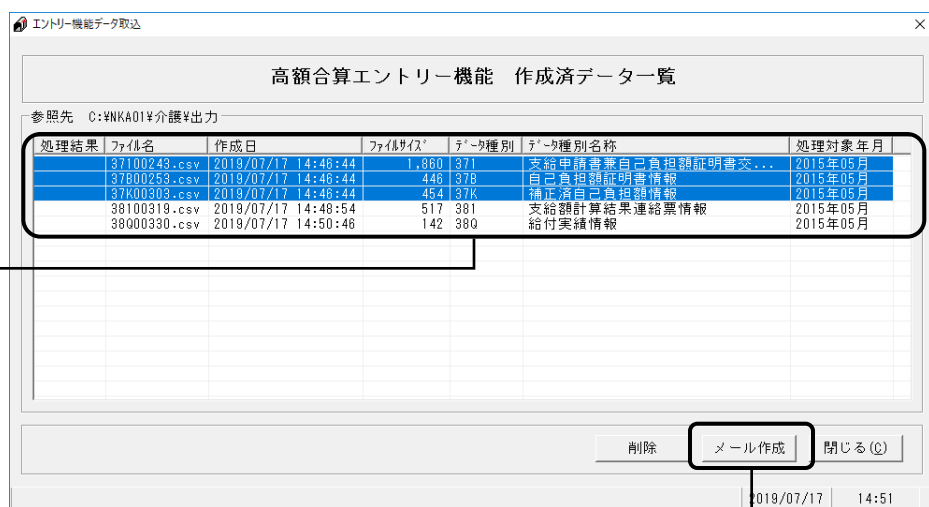 エントリー機能データ取込
高額合算エントリー機能 作成済データ一覧
参照先 C:¥NKA01¥介護¥出力
処理結果 ファイル名 作成日 ファイルサイズ データ種別 データ種別名称 処理対象年月
37100243.csv 2019/07/17 14:46:44 1,860 371 支給申請書兼自己負担額証明書交... 2015年05月
37B00253.csv 2019/07/17 14:46:44 446 37B 自己負担額証明書情報 2015年05月
37K00303.csv 2019/07/17 14:46:44 454 37K 補正済自己負担額情報 2015年05月
38100319.csv 2019/07/17 14:48:54 517 381 支給額計算結果連絡票情報 2015年05月
38Q00330.csv 2019/07/17 14:50:46 142 38Q 給付実績情報 2015年05月
削除 メール作成 閉じる(C)
2019/07/17 14:51